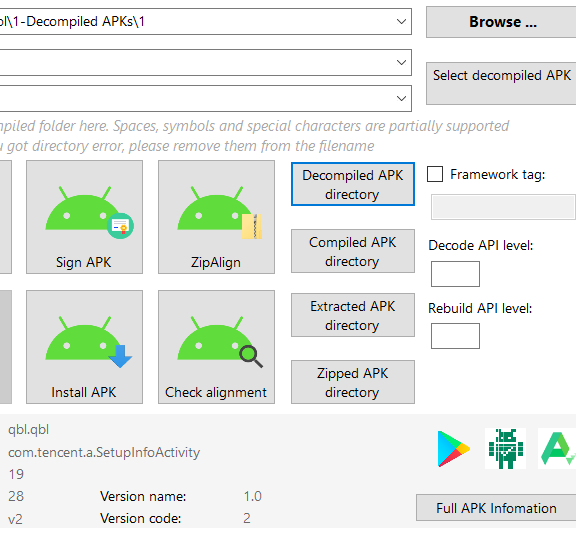 bl\1-Decompiled APKs\1
Browse ...
Select decompiled APK
piled folder here. Spaces, symbols and special characters are partially supported
u got directory error, please remove them from the filename
Decompiled APK
directory
Framework tag:
Sign APK
ZipAlign
Compiled APK
directory
Decode API level:
Extracted APK
directory
Rebuild API level:
Install APK
Check alignment
Zipped APK
directory
qbl.qbl
com.tencent.a.SetupInfoActivity
19
28 Version name: 1.0
v2 Version code: 2
Full APK Infomation